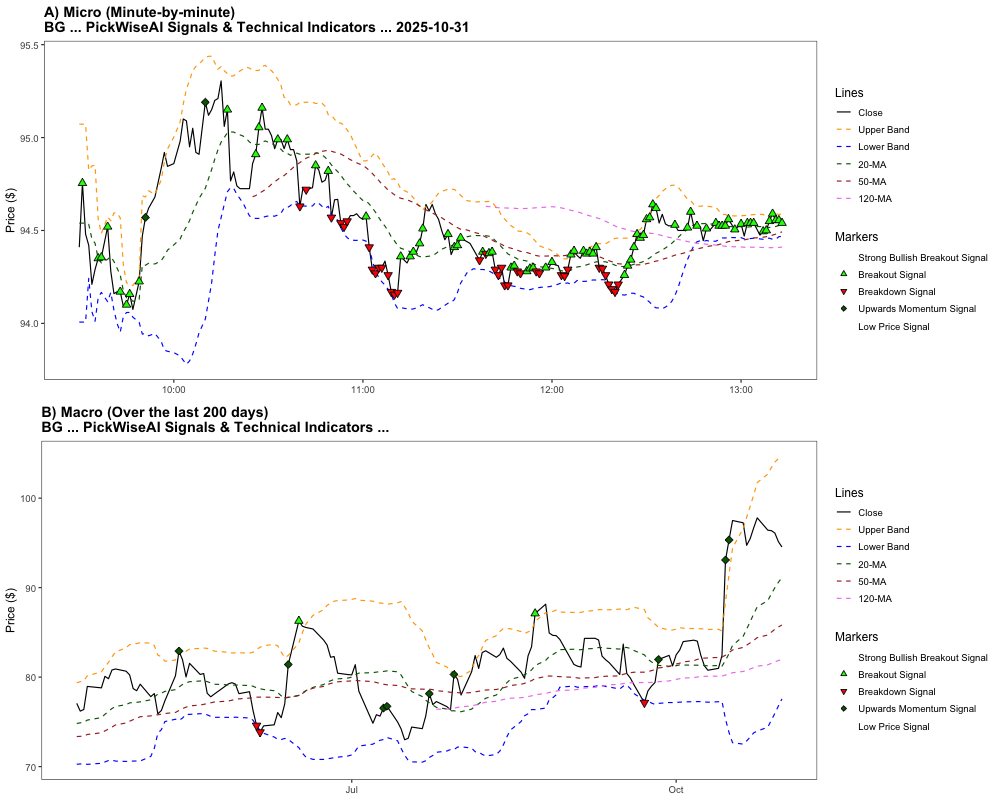 A) Micro (Minute-by-minute)
BG ... PickWiseAI Signals & Technical Indicators ... 2025-10-31
95.5
95.0
94.5
94.0
Price ($)
10:00
11:00
12:00
13:00
Lines
Close
Upper Band
Lower Band
20-MA
50-MA
120-MA
Markers
Strong Bullish Breakout Signal
Breakout Signal
Breakdown Signal
Upwards Momentum Signal
Low Price Signal
B) Macro (Over the last 200 days)
BG ... PickWiseAI Signals & Technical Indicators ...
100
90
80
70
Price ($)
Jul
Oct
Lines
Close
Upper Band
Lower Band
20-MA
50-MA
120-MA
Markers
Strong Bullish Breakout Signal
Breakout Signal
Breakdown Signal
Upwards Momentum Signal
Low Price Signal